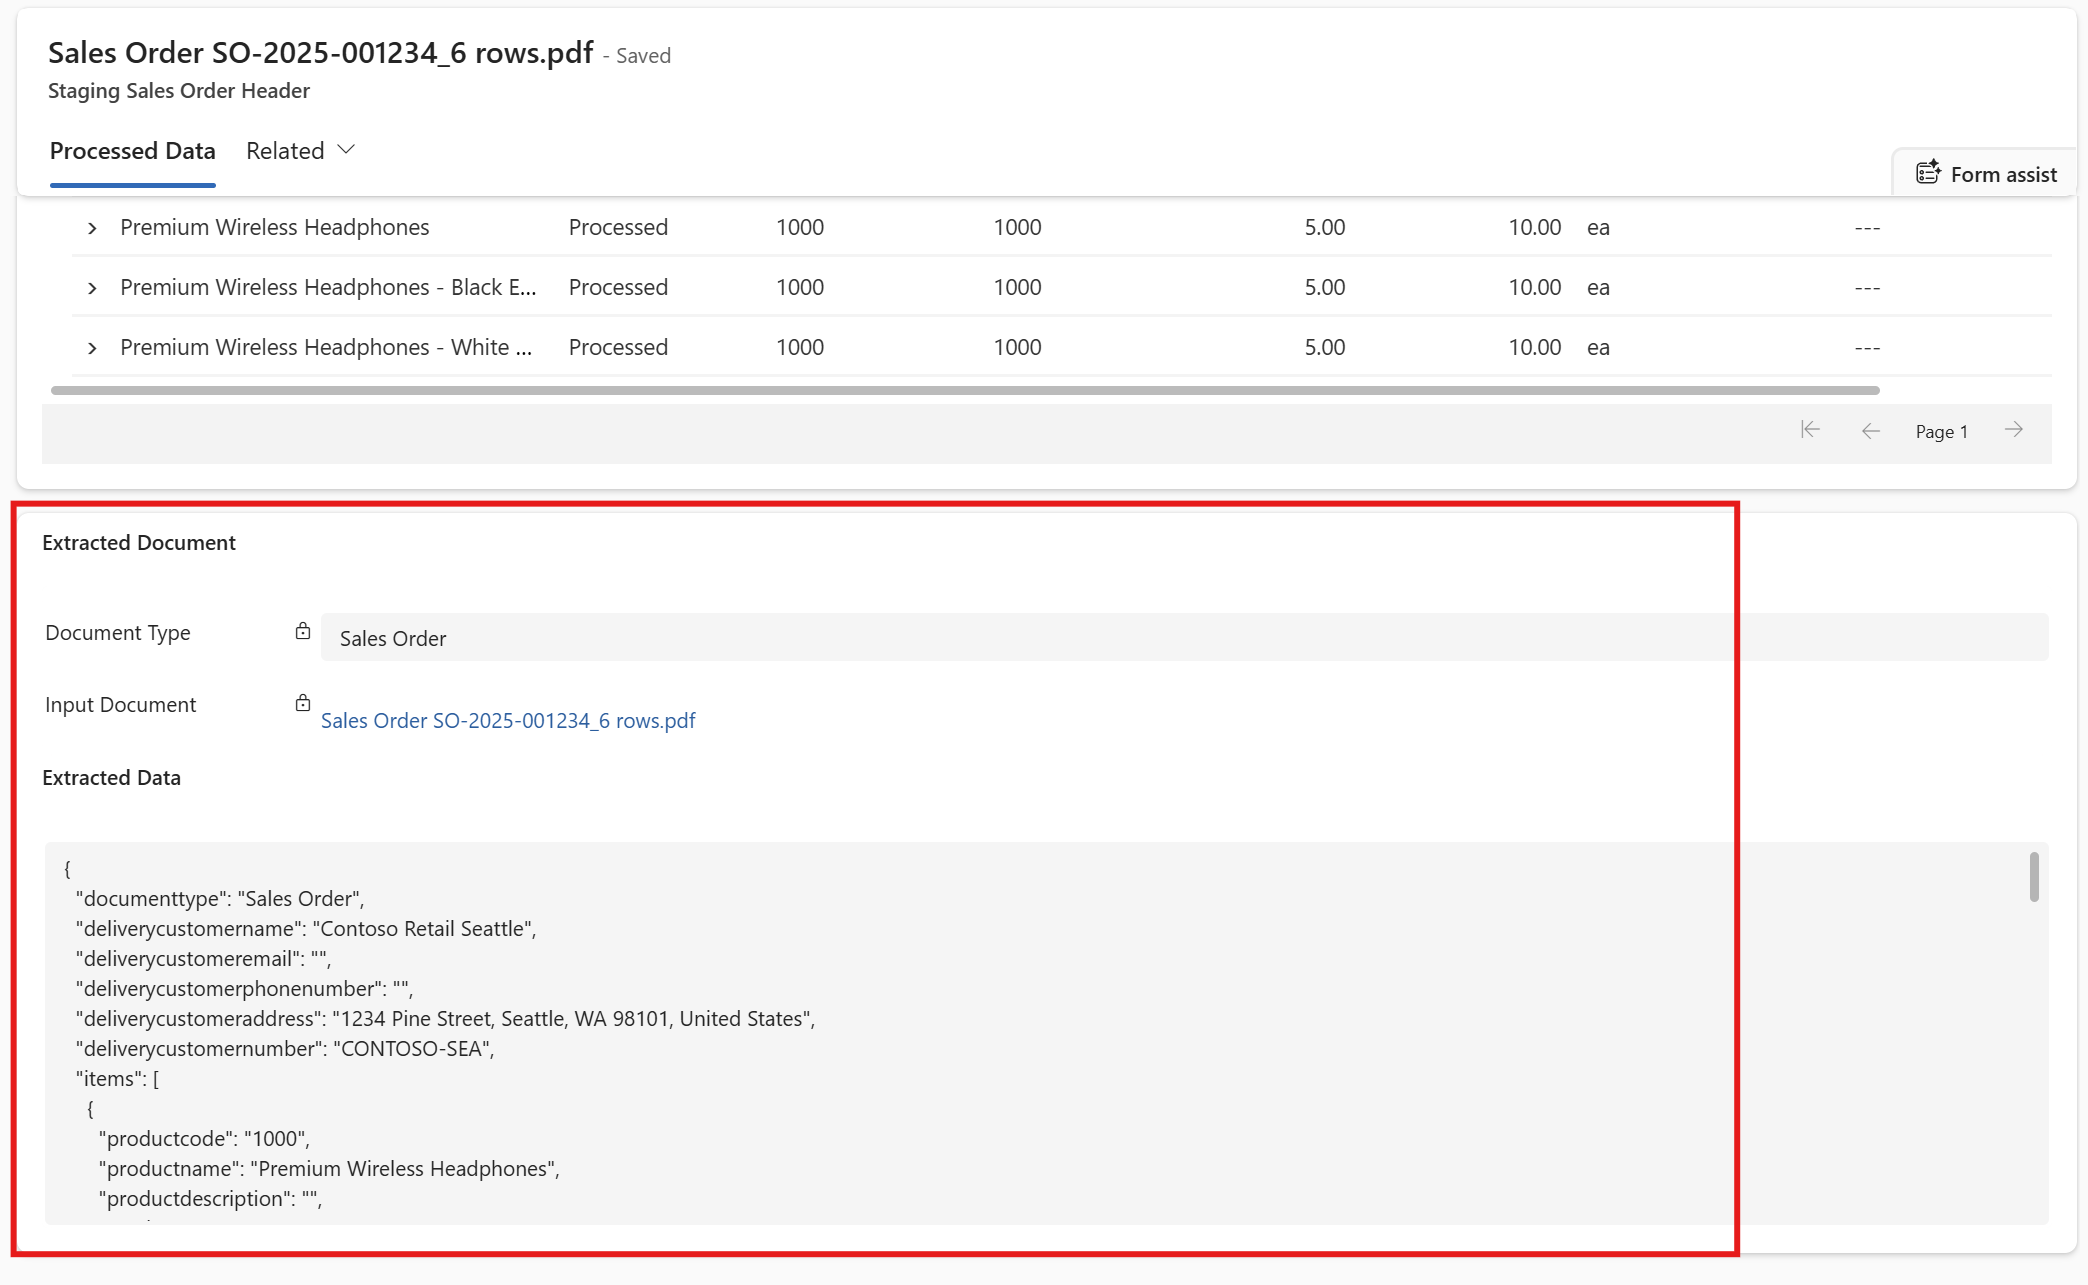 Sales Order SO-2025-001234_6 rows.pdf - Saved
Staging Sales Order Header
Processed Data Related
Form assist
Premium Wireless Headphones Processed 1000 1000 5.00 10.00 ea ---
Premium Wireless Headphones - Black E... Processed 1000 1000 5.00 10.00 ea ---
Premium Wireless Headphones - White ... Processed 1000 1000 5.00 10.00 ea ---
Page 1
Extracted Document
Document Type Sales Order
Input Document Sales Order SO-2025-001234_6 rows.pdf
Extracted Data
{
"documenttype": "Sales Order",
"deliverycustomername": "Contoso Retail Seattle",
"deliverycustomeremail": "",
"deliverycustomerphonenumber": "",
"deliverycustomeraddress": "1234 Pine Street, Seattle, WA 98101, United States",
"deliverycustomernumber": "CONTOSO-SEA",
"items": [
{
"productcode": "1000",
"productname": "Premium Wireless Headphones",
"productdescription": "",